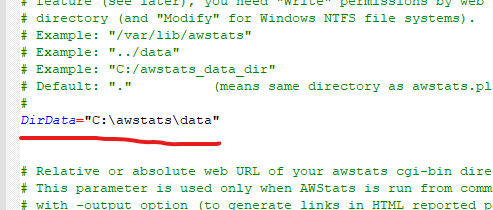 # feature (see later), you need "Write" permissions by web
# directory (and "Modify" for Windows NTFS file systems).
# Example: "/var/lib/awstats"
# Example: "../data"
# Example: "C:/awstats_data_dir"
# Default: "."          (means same directory as awstats.pl
#
DirData="C:\awstats\data"
# Relative or absolute web URL of your awstats cgi-bin dire
# This parameter is used only when AWStats is run from comm
# with -output option (to generate links in HTML reported p